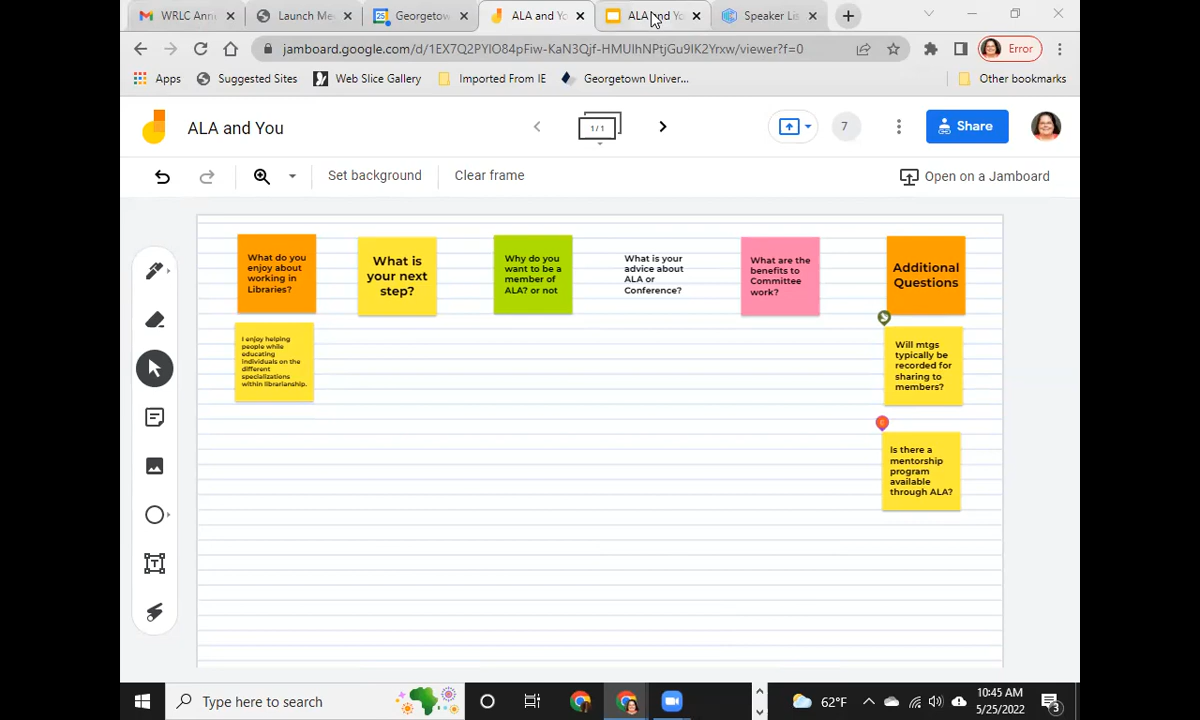 WRLC Ann
Launch Me
Georgetow
ALA and Yo
ALA and Yo
Speaker Lis
jamboard.google.com/d/1EX7Q2PYIO84pFiw-KaN3Qjf-HMUIhNPtjGu9IK2Yrxw/viewer?f=0
Error
Apps
Suggested Sites
Web Slice Gallery
Imported From IE
Georgetown Univer...
Other bookmarks
ALA and You
1/1
7
Share
Set background
Clear frame
Open on a Jamboard
What do you
enjoy about
working in
Libraries?
What is
your next
step?
Why do you
want to be a
member of
ALA? or not
What is your
advice about
ALA or
Conference?
What are the
benefits to
Committee
work?
Additional
Questions
I enjoy helping
people while
educating
individuals on the
different
specializations
within librarianship.
Will mtgs
typically be
recorded for
sharing to
members?
Is there a
mentorship
program
available
through ALA?
Type here to search
62°F
10:45 AM
5/25/2022
3